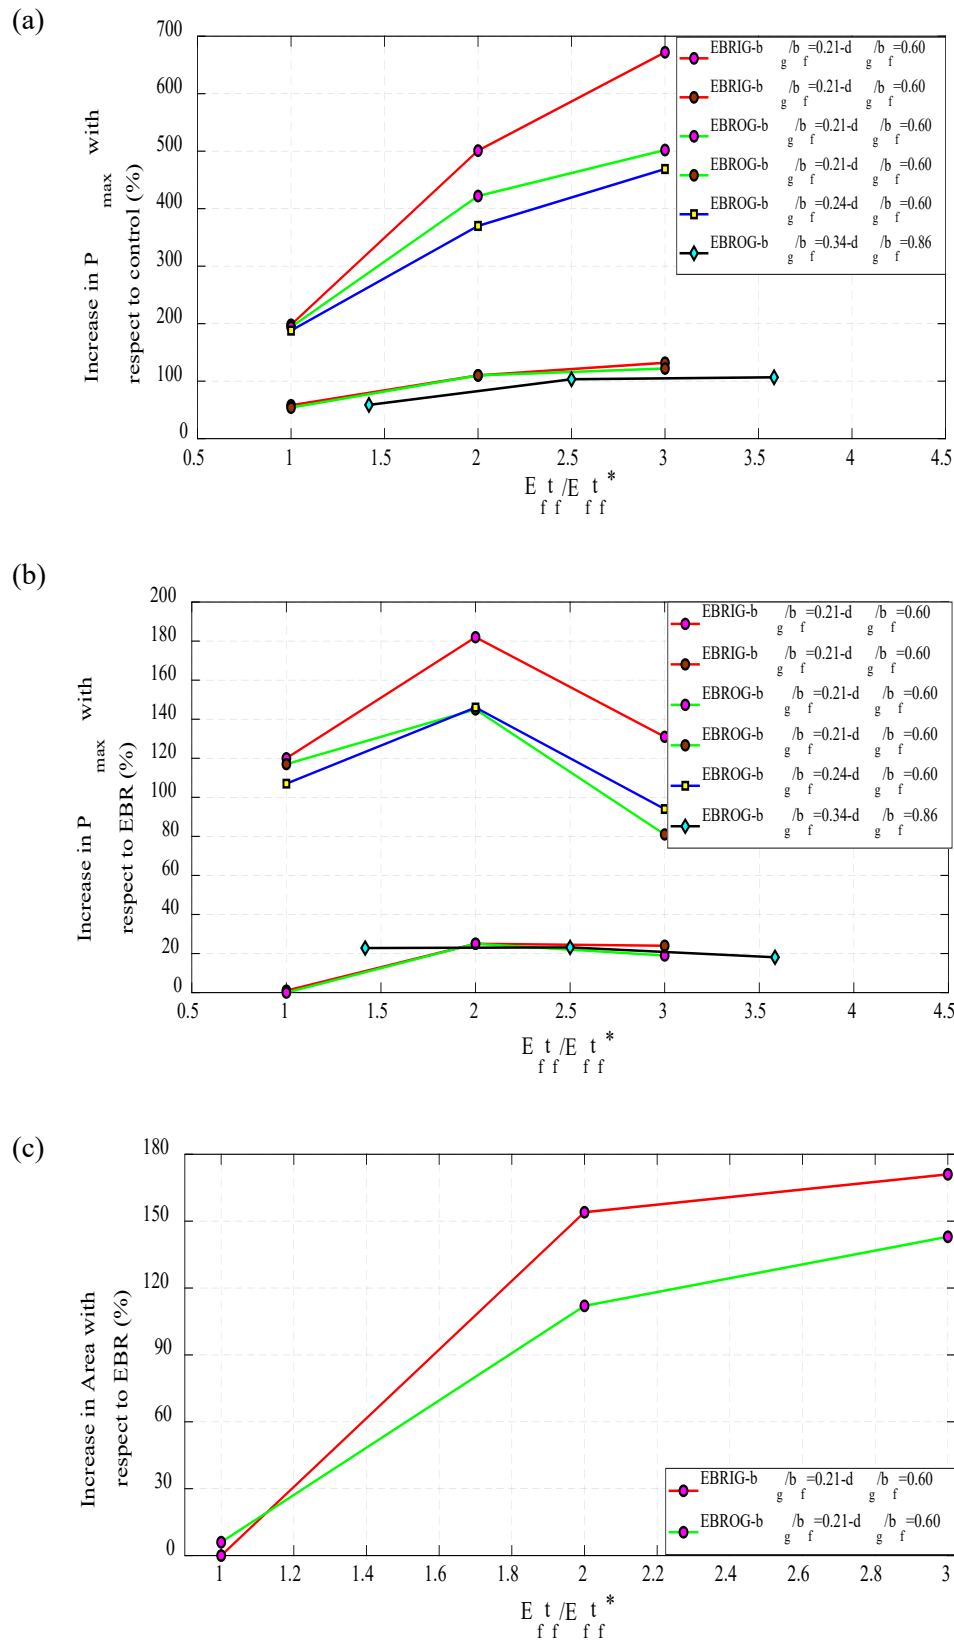 (a)
Increase in P max with
respect to control (%)
700
600
500
400
300
200
100
0
0.5 1 1.5 2 2.5 3 3.5 4 4.5
E f t f /E f t f *
EBRIG-b g /b f =0.21-d g /b f =0.60
EBRIG-b g /b f =0.21-d g /b f =0.60
EBROG-b g /b f =0.21-d g /b f =0.60
EBROG-b g /b f =0.21-d g /b f =0.60
EBROG-b g /b f =0.24-d g /b f =0.60
EBROG-b g /b f =0.34-d g /b f =0.86
(b)
Increase in P max with
respect to EBR (%)
200
180
160
140
120
100
80
60
40
20
0
0.5 1 1.5 2 2.5 3 3.5 4 4.5
E f t f /E f t f *
EBRIG-b g /b f =0.21-d g /b f =0.60
EBRIG-b g /b f =0.21-d g /b f =0.60
EBROG-b g /b f =0.21-d g /b f =0.60
EBROG-b g /b f =0.21-d g /b f =0.60
EBROG-b g /b f =0.24-d g /b f =0.60
EBROG-b g /b f =0.34-d g /b f =0.86
(c)
Increase in Area with
respect to EBR (%)
180
150
120
90
60
30
0
1 1.2 1.4 1.6 1.8 2 2.2 2.4 2.6 2.8 3
E f t f /E f t f *
EBRIG-b g /b f =0.21-d g /b f =0.60
EBROG-b g /b f =0.21-d g /b f =0.60